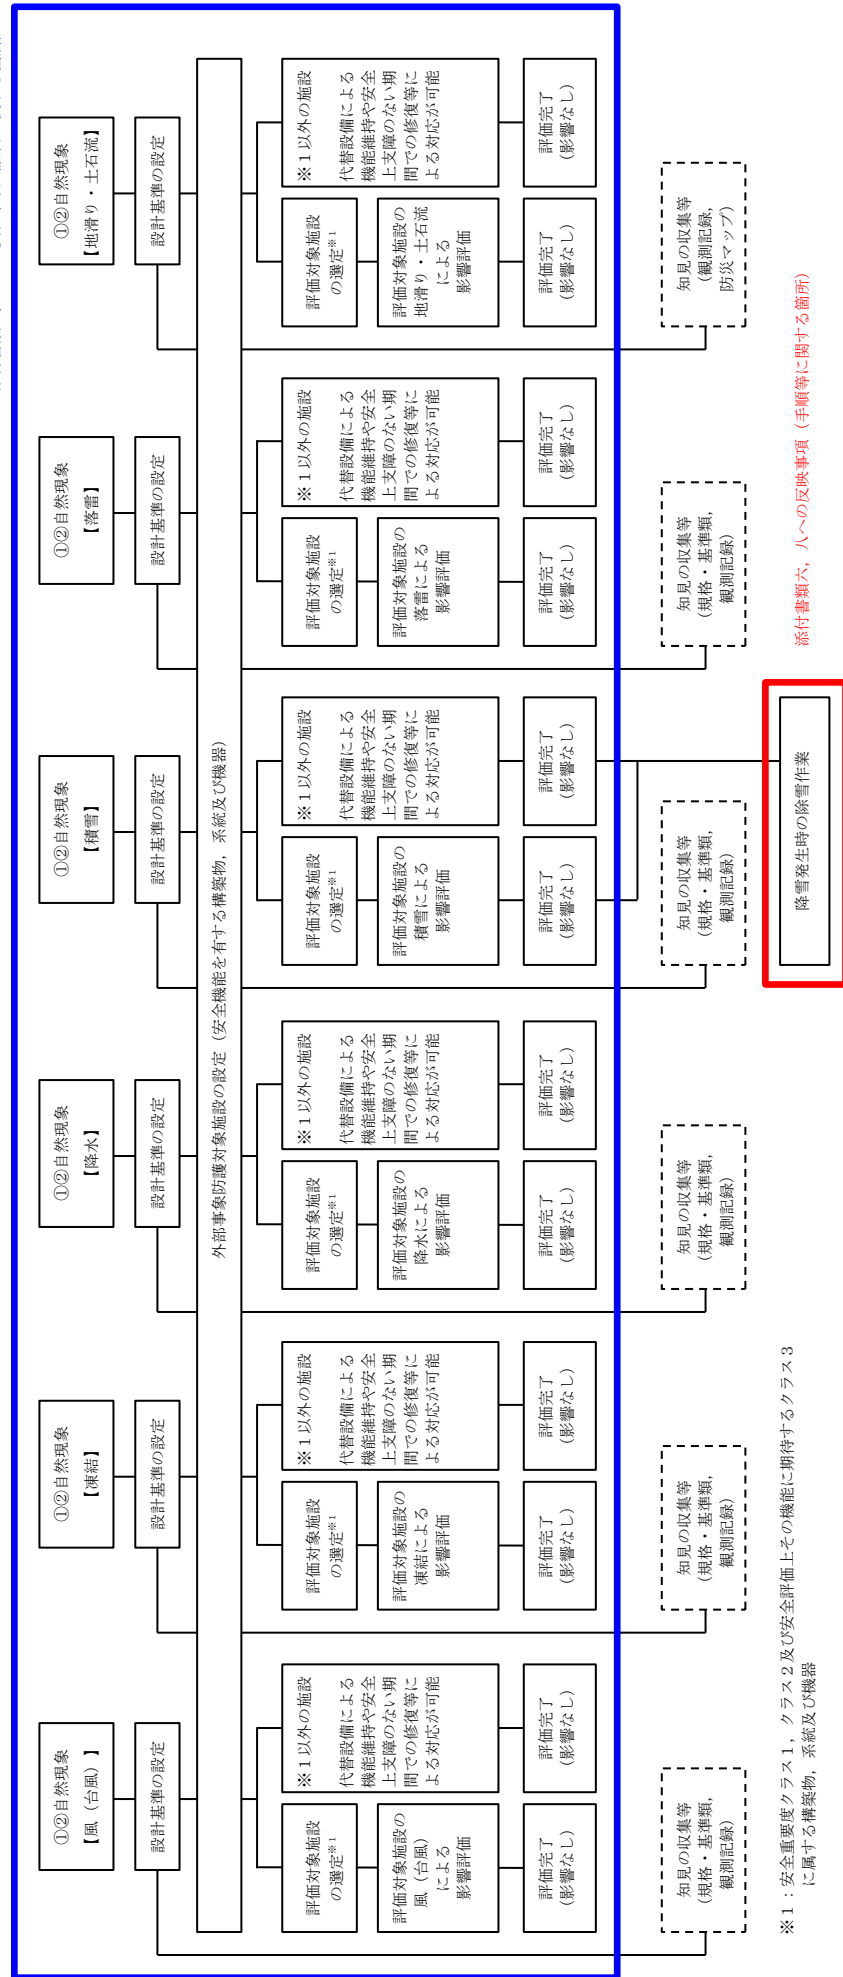 ①②自然現象
【風（台風）】
設計基準の設定
①②自然現象
【凍結】
設計基準の設定
①②自然現象
【降水】
設計基準の設定
①②自然現象
【積雪】
設計基準の設定
①②自然現象
【落雷】
設計基準の設定
①②自然現象
【地滑り・土石流】
設計基準の設定
外部事象防護対象施設の設定（安全機能を有する構築物，系統及び機器）
評価対象施設
の選定※１
評価対象施設の
風（台風）
による
影響評価
評価完了
（影響なし）
※１以外の施設
代替設備による
機能維持や安全
上支障のない期
間での修復等に
よる対応が可能
評価完了
（影響なし）
知見の収集等
（規格・基準類，
観測記録）
評価対象施設
の選定※１
評価対象施設の
凍結による
影響評価
評価完了
（影響なし）
※１以外の施設
代替設備による
機能維持や安全
上支障のない期
間での修復等に
よる対応が可能
評価完了
（影響なし）
知見の収集等
（規格・基準類，
観測記録）
評価対象施設
の選定※１
評価対象施設の
降水による
影響評価
評価完了
（影響なし）
※１以外の施設
代替設備による
機能維持や安全
上支障のない期
間での修復等に
よる対応が可能
評価完了
（影響なし）
知見の収集等
（規格・基準類，
観測記録）
評価対象施設
の選定※１
評価対象施設の
積雪による
影響評価
評価完了
（影響なし）
※１以外の施設
代替設備による
機能維持や安全
上支障のない期
間での修復等に
よる対応が可能
評価完了
（影響なし）
知見の収集等
（規格・基準類，
観測記録）
降雪発生時の除雪作業
評価対象施設
の選定※１
評価対象施設の
落雷による
影響評価
評価完了
（影響なし）
※１以外の施設
代替設備による
機能維持や安全
上支障のない期
間での修復等に
よる対応が可能
評価完了
（影響なし）
知見の収集等
（規格・基準類，
観測記録）
評価対象施設
の選定※１
評価対象施設の
地滑り・土石流
による
影響評価
評価完了
（影響なし）
※１以外の施設
代替設備による
機能維持や安全
上支障のない期
間での修復等に
よる対応が可能
評価完了
（影響なし）
知見の収集等
（観測記録，
防災マップ）
添付書類六，八への反映事項（手順等に関する箇所）
※１：安全重要度クラス１，クラス２及び安全評価上その機能に期待するクラス３
に属する構築物，系統及び機器